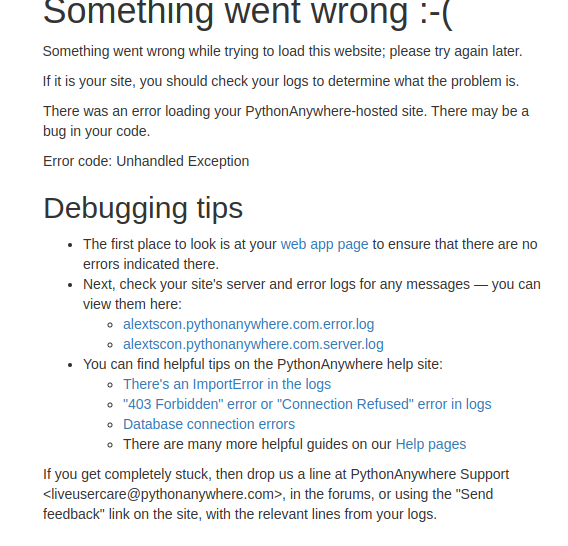 Something went wrong :-(
Something went wrong while trying to load this website; please try again later.
If it is your site, you should check your logs to determine what the problem is.
There was an error loading your PythonAnywhere-hosted site. There may be a
bug in your code.
Error code: Unhandled Exception
Debugging tips
• The first place to look is at your web app page to ensure that there are no
errors indicated there.
• Next, check your site's server and error logs for any messages — you can
view them here:
◦ alextscon.pythonanywhere.com.error.log
◦ alextscon.pythonanywhere.com.server.log
• You can find helpful tips on the PythonAnywhere help site:
◦ There's an ImportError in the logs
◦ "403 Forbidden" error or "Connection Refused" error in logs
◦ Database connection errors
◦ There are many more helpful guides on our Help pages
If you get completely stuck, then drop us a line at PythonAnywhere Support
<liveusercare@pythonanywhere.com>, in the forums, or using the "Send
feedback" link on the site, with the relevant lines from your logs.